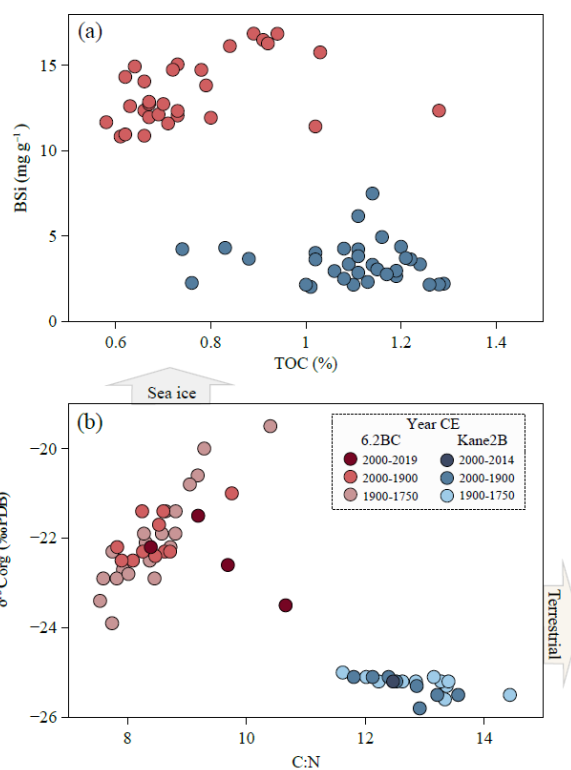 (a)
BSi (mg g⁻¹)
15
10
5
0
0.6 0.8 1 1.2 1.4
TOC (%)
Sea ice
(b)
Year CE
6.2BC Kane2B
2000-2019 2000-2014
2000-1900 2000-1900
1900-1750 1900-1750
−20
−22
−24
−26
8 10 12 14
C:N
Terrestrial